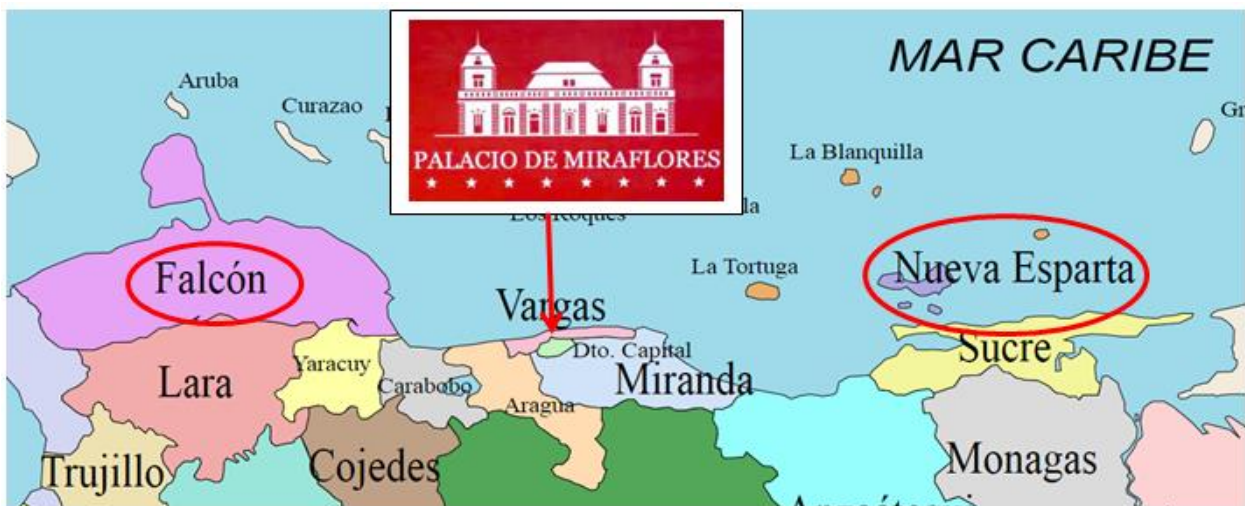 MAR CARIBE
Aruba
Curazao
PALACIO DE MIRAFLORES
La Blanquilla
Los Roques
La Tortuga
Falcón
Nueva Esparta
Vargas
Dto. Capital
Sucre
Yaracuy
Lara
Carabobo
Miranda
Aragua
Trujillo
Cojedes
Monagas